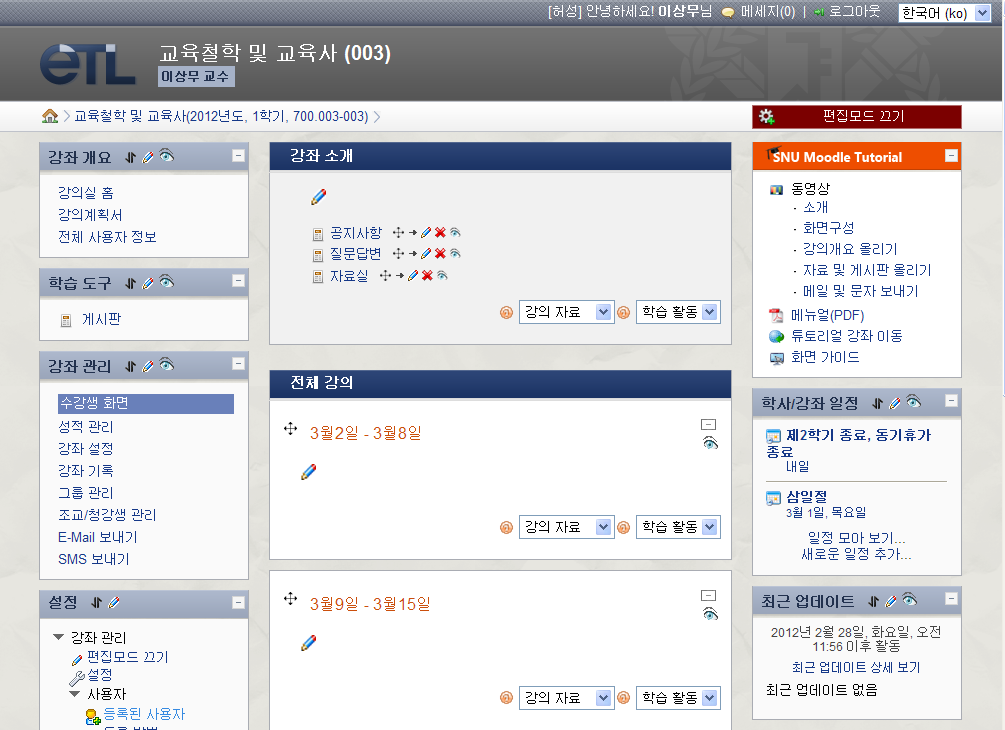 [허성] 안녕하세요! 이상무님 메세지(0) | 로그아웃 한국어 (ko)
eTL
교육철학 및 교육사 (003)
이상무 교수
교육철학 및 교육사(2012년도, 1학기, 700.003-003)
편집모드 끄기
강좌 개요
강의실 홈
강의계획서
전체 사용자 정보
학습 도구
게시판
강좌 관리
수강생 화면
성적 관리
강좌 설정
강좌 기록
그룹 관리
조교/청강생 관리
E-Mail 보내기
SMS 보내기
설정
강좌 관리
편집모드 끄기
설정
사용자
등록된 사용자
강좌 소개
공지사항
질문답변
자료실
강의 자료 학습 활동
전체 강의
3월2일 - 3월8일
강의 자료 학습 활동
3월9일 - 3월15일
강의 자료 학습 활동
SNU Moodle Tutorial
동영상
· 소개
· 화면구성
· 강의개요 올리기
· 자료 및 게시판 올리기
· 메일 및 문자 보내기
메뉴얼(PDF)
튜토리얼 강좌 이동
화면 가이드
학사/강좌 일정
제2학기 종료, 동기휴가
종료
내일
삼일절
3월 1일, 목요일
일정 모아 보기...
새로운 일정 추가...
최근 업데이트
2012년 2월 28일, 화요일, 오전
11:56 이후 활동
최근 업데이트 상세 보기
최근 업데이트 없음